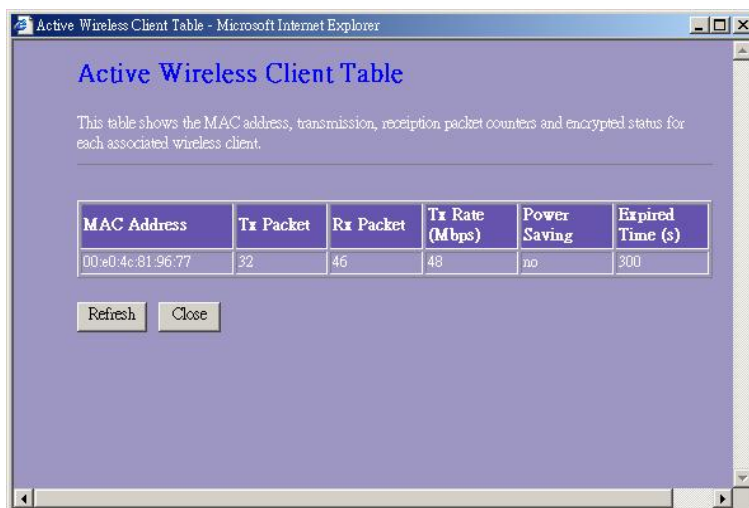 Active Wireless Client Table - Microsoft Internet Explorer
Active Wireless Client Table
This table shows the MAC address, transmission, receiption packet counters and encrypted status for
each associated wireless client.
MAC Address Tx Packet Rx Packet Tx Rate (Mbps) Power Saving Expired Time (s)
00:e0:4c:81:96:77 32 46 48 no 300
Refresh Close